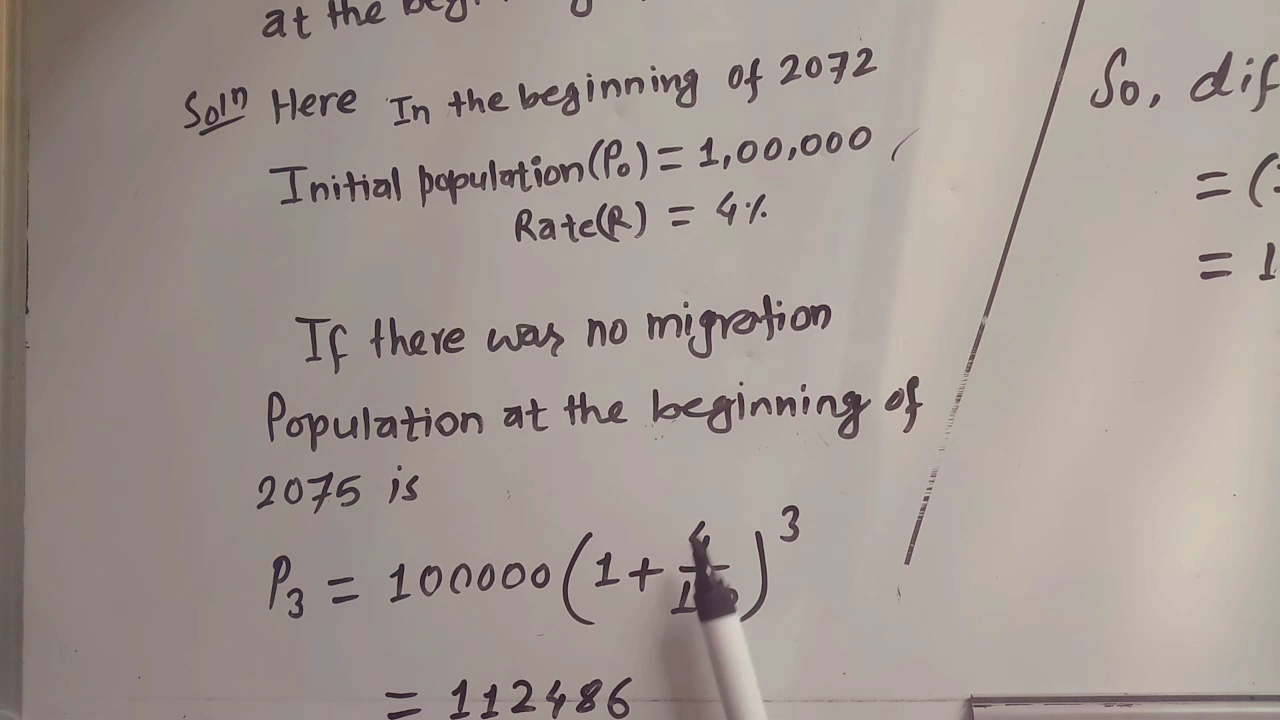 at the
Solⁿ Here In the beginning of 2072
Initial population (P₀) = 1,00,000
Rate(R) = 4%
If there was no migration
Population at the beginning of
2075 is
P₃ = 100000 (1 + 4/100)³
= 112486
So, dif
= (
= 1